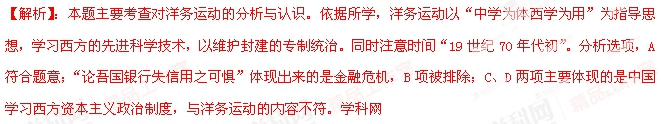 【解析】：本题主要考查对洋务运动的分析与认识。依据所学，洋务运动以“中学为体西学为用”为指导思
想，学习西方的先进科学技术，以维护封建的专制统治。同时注意时间“19 世纪 70 年代初”。分析选项，A
符合题意；“论吾国银行失信用之可惧”体现出来的是金融危机，B 项被排除；C、D 两项主要体现的是中国
学习西方资本主义政治制度，与洋务运动的内容不符。学科网